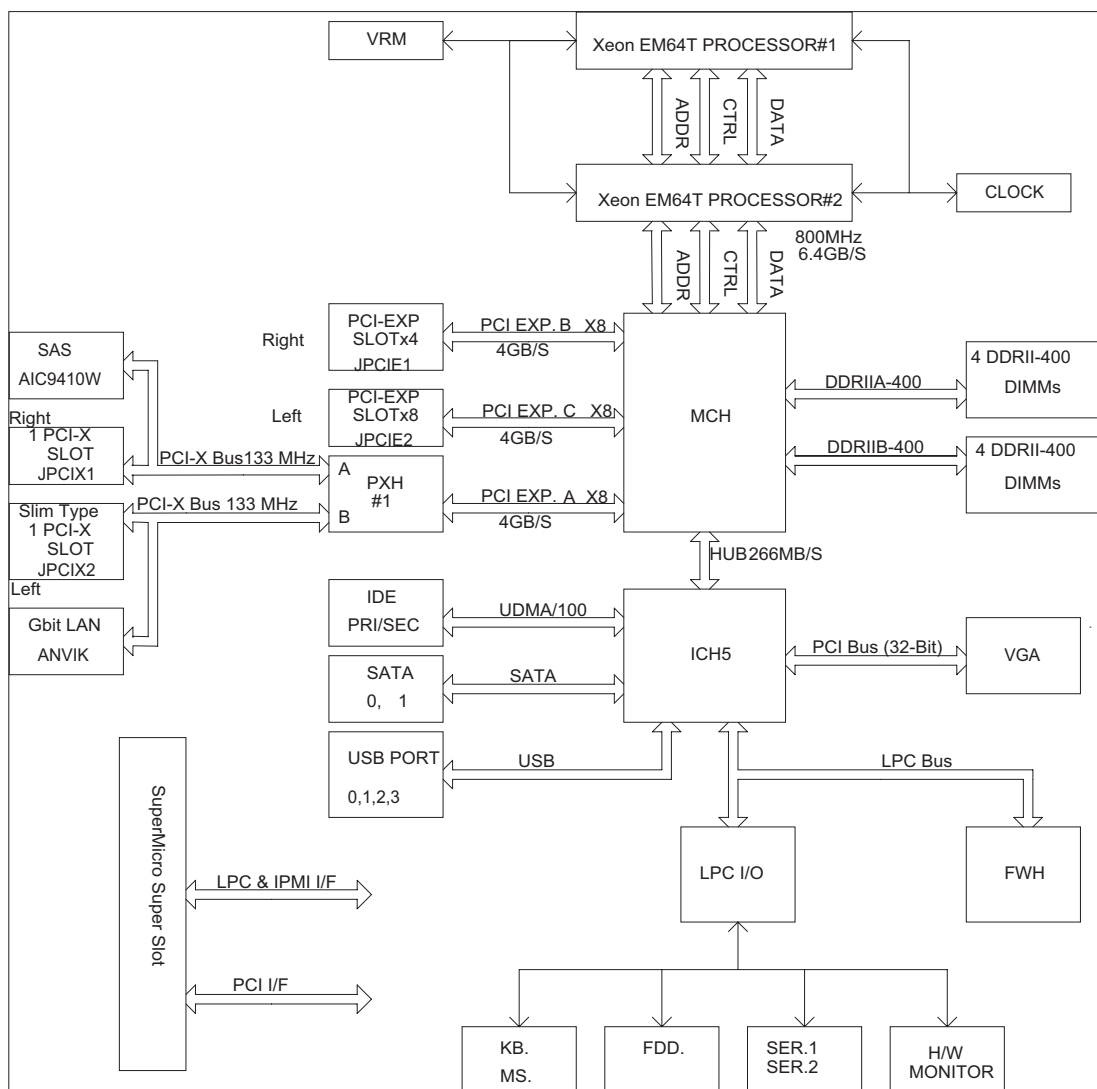 VRM
Xeon EM64T PROCESSOR#1
ADDR
CTRL
DATA
Xeon EM64T PROCESSOR#2
CLOCK
800MHz
6.4GB/S
ADDR
CTRL
DATA
Right
PCI-EXP
SLOTx4
JPCIE1
PCI EXP. B X8
4GB/S
SAS
AIC9410W
Left
PCI-EXP
SLOTx8
JPCIE2
PCI EXP. C X8
4GB/S
MCH
DDRIIA-400
4 DDRII-400
DIMMs
DDRIIB-400
4 DDRII-400
DIMMs
Right
1 PCI-X
SLOT
JPCIX1
PCI-X Bus133 MHz
A
B
PXH
#1
PCI EXP. A X8
4GB/S
Slim Type
1 PCI-X
SLOT
JPCIX2
Left
PCI-X Bus 133 MHz
HUB266MB/S
Gbit LAN
ANVIK
IDE
PRI/SEC
UDMA/100
ICH5
PCI Bus (32-Bit)
VGA
SATA
0, 1
SATA
USB PORT
0,1,2,3
USB
LPC Bus
SuperMicro Super Slot
LPC & IPMI I/F
PCI I/F
LPC I/O
FWH
KB.
MS.
FDD.
SER.1
SER.2
H/W
MONITOR